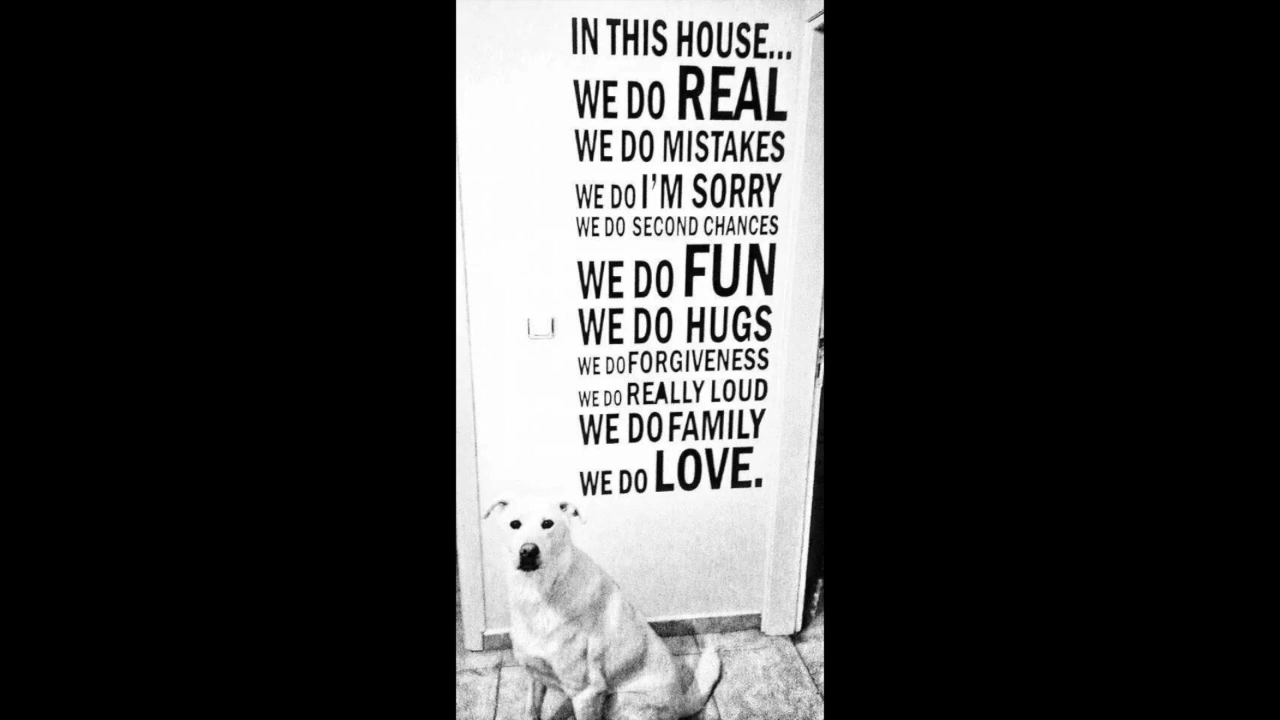 IN THIS HOUSE...
WE DO REAL
WE DO MISTAKES
WE DO I'M SORRY
WE DO SECOND CHANCES
WE DO FUN
WE DO HUGS
WE DO FORGIVENESS
WE DO REALLY LOUD
WE DO FAMILY
WE DO LOVE.